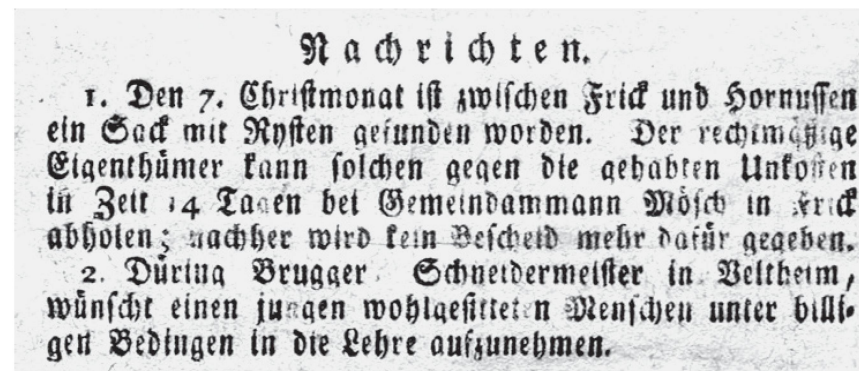 Nachrichten.
1. Den 7. Christmonat ist zwischen Frick und Hornussen
ein Sack mit Rysten gefunden worden. Der rechtmäßige
Eigenthümer kann solchen gegen die gehabten Unkosten
in Zeit 14 Tagen bei Gemeindammann Mösch in Frick
abholen; nachher wird kein Bescheid mehr dafür gegeben.
2. Düring Brugger, Schneidermeister in Veltheim,
wünscht einen jungen wohlgesitteten Menschen unter billi-
gen Bedingen in die Lehre aufzunehmen.